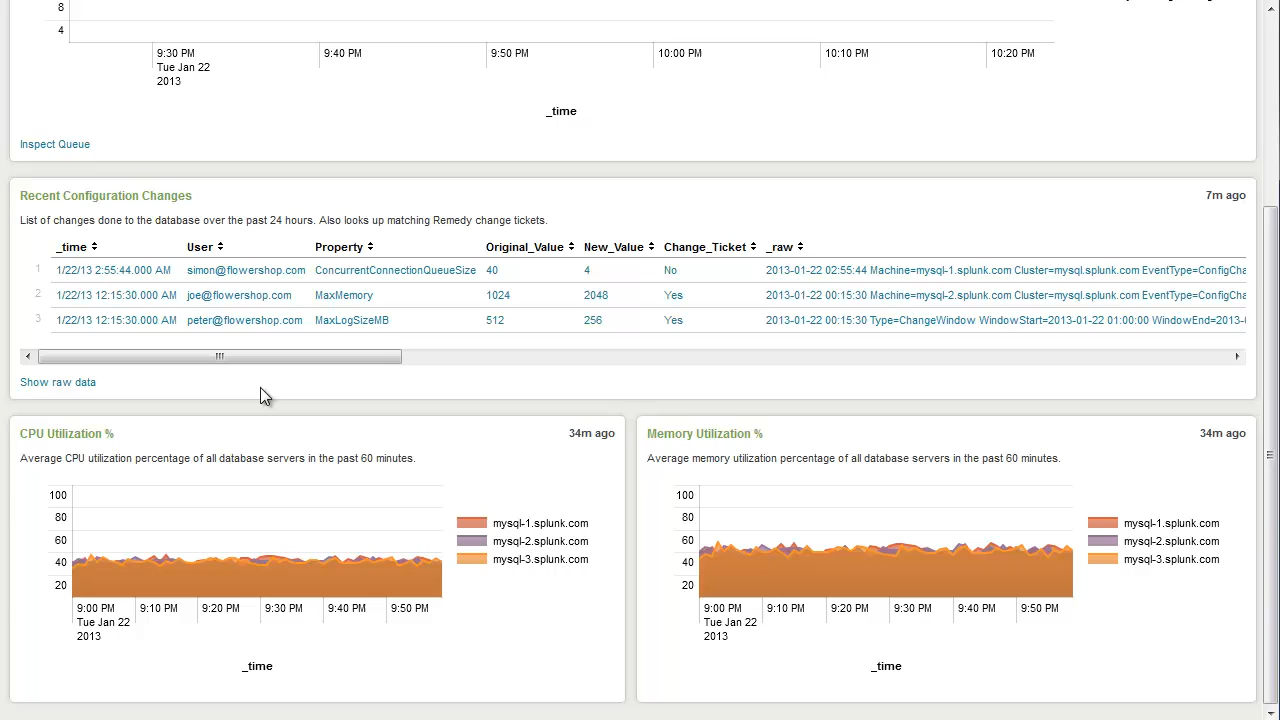 8
4
9:30 PM 9:40 PM 9:50 PM 10:00 PM 10:10 PM 10:20 PM
Tue Jan 22
2013
_time
Inspect Queue
Recent Configuration Changes 7m ago
List of changes done to the database over the past 24 hours. Also looks up matching Remedy change tickets.
_time User Property Original_Value New_Value Change_Ticket _raw
1 1/22/13 2:55:44.000 AM simon@flowershop.com ConcurrentConnectionQueueSize 40 4 No 2013-01-22 02:55:44 Machine=mysql-1.splunk.com Cluster=mysql.splunk.com EventType=ConfigCha
2 1/22/13 12:15:30.000 AM joe@flowershop.com MaxMemory 1024 2048 Yes 2013-01-22 00:15:30 Machine=mysql-2.splunk.com Cluster=mysql.splunk.com EventType=ConfigCha
3 1/22/13 12:15:30.000 AM peter@flowershop.com MaxLogSizeMB 512 256 Yes 2013-01-22 00:15:30 Type=ChangeWindow WindowStart=2013-01-22 01:00:00 WindowEnd=2013-
Show raw data
CPU Utilization % 34m ago
Average CPU utilization percentage of all database servers in the past 60 minutes.
100
80
60
40
20
mysql-1.splunk.com
mysql-2.splunk.com
mysql-3.splunk.com
9:00 PM 9:10 PM 9:20 PM 9:30 PM 9:40 PM 9:50 PM
Tue Jan 22
2013
_time
Memory Utilization % 34m ago
Average memory utilization percentage of all database servers in the past 60 minutes.
100
80
60
40
20
mysql-1.splunk.com
mysql-2.splunk.com
mysql-3.splunk.com
9:00 PM 9:10 PM 9:20 PM 9:30 PM 9:40 PM 9:50 PM
Tue Jan 22
2013
_time